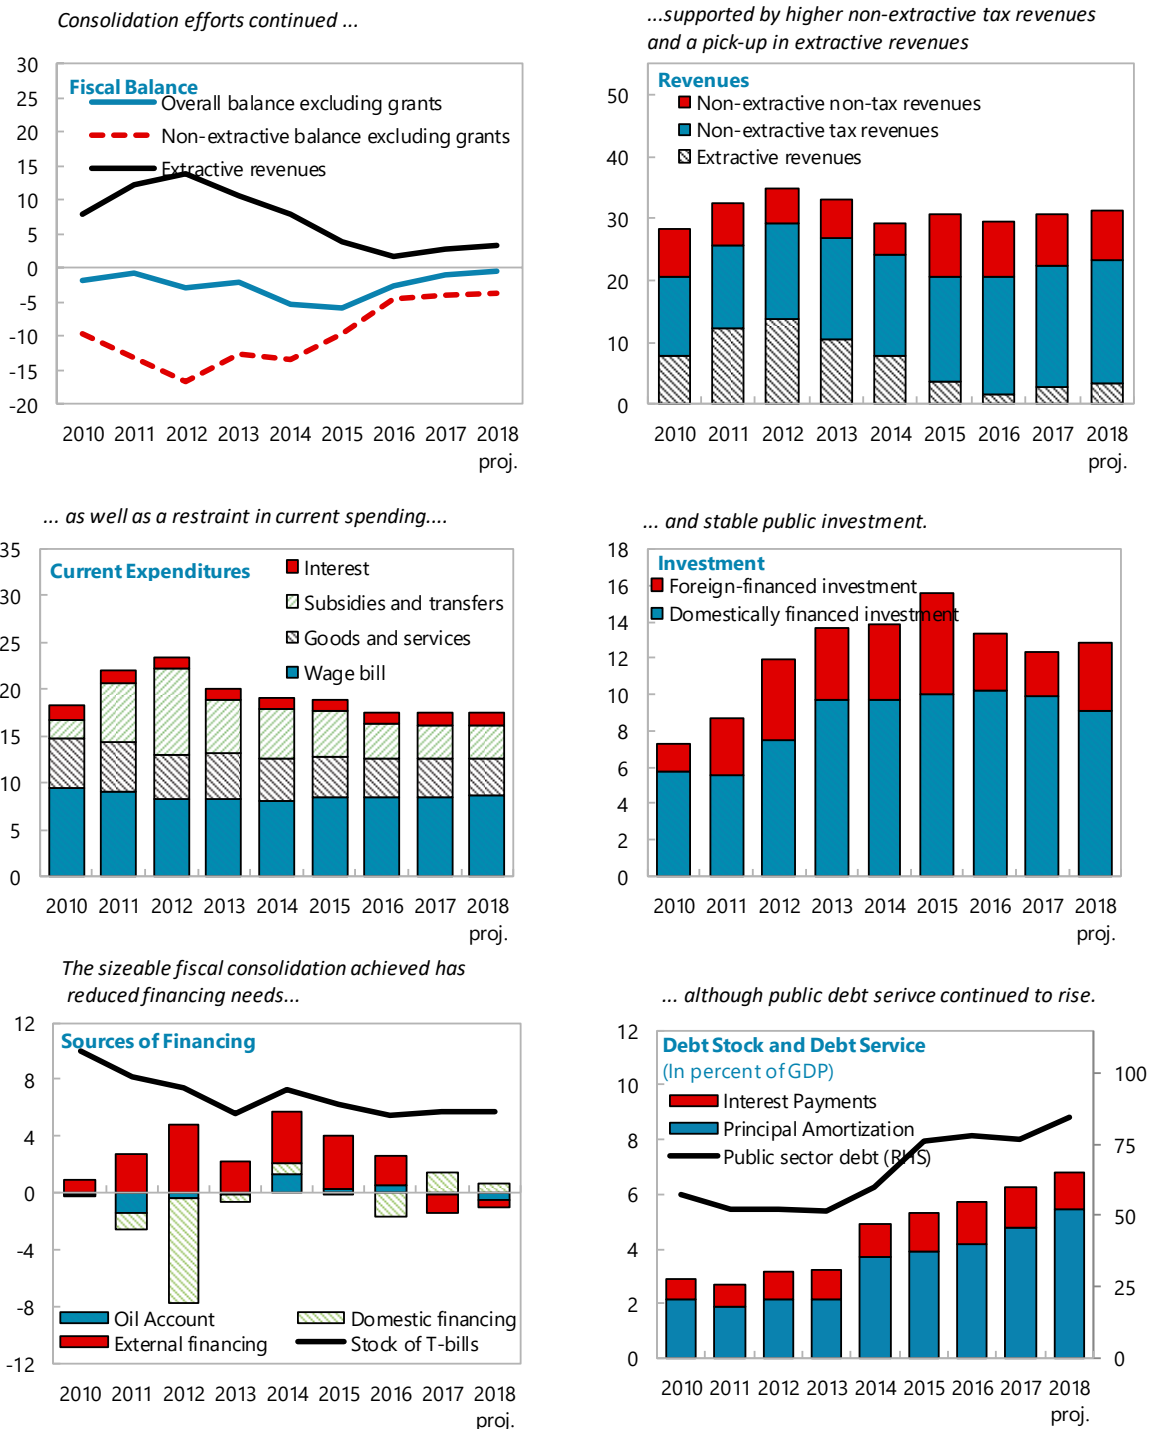 Consolidation efforts continued ...
30
25
20
15
10
5
0
-5
-10
-15
-20
Fiscal Balance
Overall balance excluding grants
Non-extractive balance excluding grants
Extractive revenues
2010 2011 2012 2013 2014 2015 2016 2017 2018
proj.
...supported by higher non-extractive tax revenues
and a pick-up in extractive revenues
50
40
30
20
10
0
Revenues
Non-extractive non-tax revenues
Non-extractive tax revenues
Extractive revenues
2010 2011 2012 2013 2014 2015 2016 2017 2018
proj.
... as well as a restraint in current spending....
35
30
25
20
15
10
5
0
Current Expenditures
Interest
Subsidies and transfers
Goods and services
Wage bill
2010 2011 2012 2013 2014 2015 2016 2017 2018
proj.
... and stable public investment.
18
16
14
12
10
8
6
4
2
0
Investment
Foreign-financed investment
Domestically financed investment
2010 2011 2012 2013 2014 2015 2016 2017 2018
proj.
The sizeable fiscal consolidation achieved has
reduced financing needs...
12
8
4
0
-4
-8
-12
Sources of Financing
Oil Account
Domestic financing
External financing
Stock of T-bills
2010 2011 2012 2013 2014 2015 2016 2017 2018
proj.
... although public debt serivce continued to rise.
12
10
8
6
4
2
0
Debt Stock and Debt Service
(In percent of GDP)
Interest Payments
Principal Amortization
Public sector debt (RHS)
100
75
50
25
0
2010 2011 2012 2013 2014 2015 2016 2017 2018
proj.